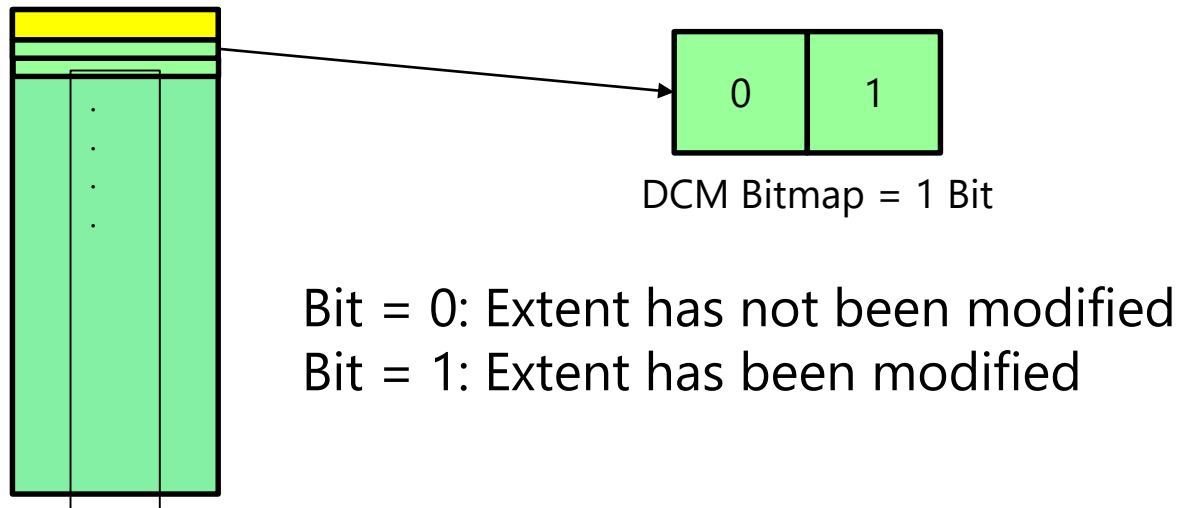 0 1
DCM Bitmap = 1 Bit
Bit = 0: Extent has not been modified
Bit = 1: Extent has been modified